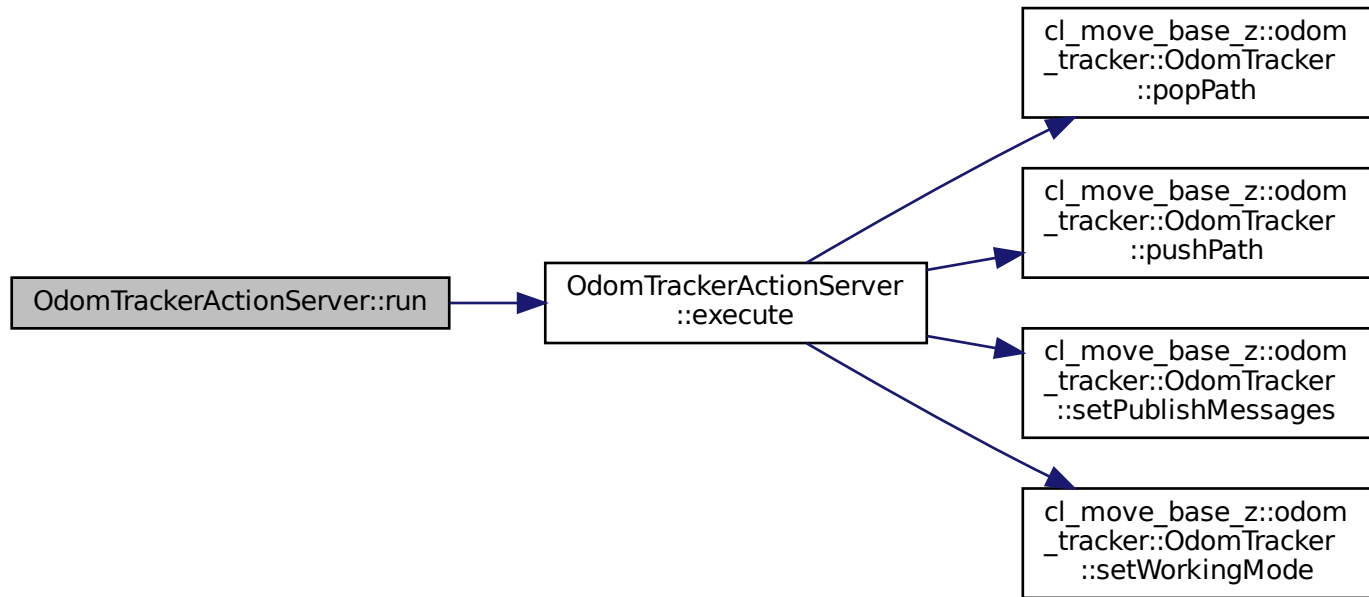 OdomTrackerActionServer::run
OdomTrackerActionServer
::execute
cl_move_base_z::odom
_tracker::OdomTracker
::popPath
cl_move_base_z::odom
_tracker::OdomTracker
::pushPath
cl_move_base_z::odom
_tracker::OdomTracker
::setPublishMessages
cl_move_base_z::odom
_tracker::OdomTracker
::setWorkingMode